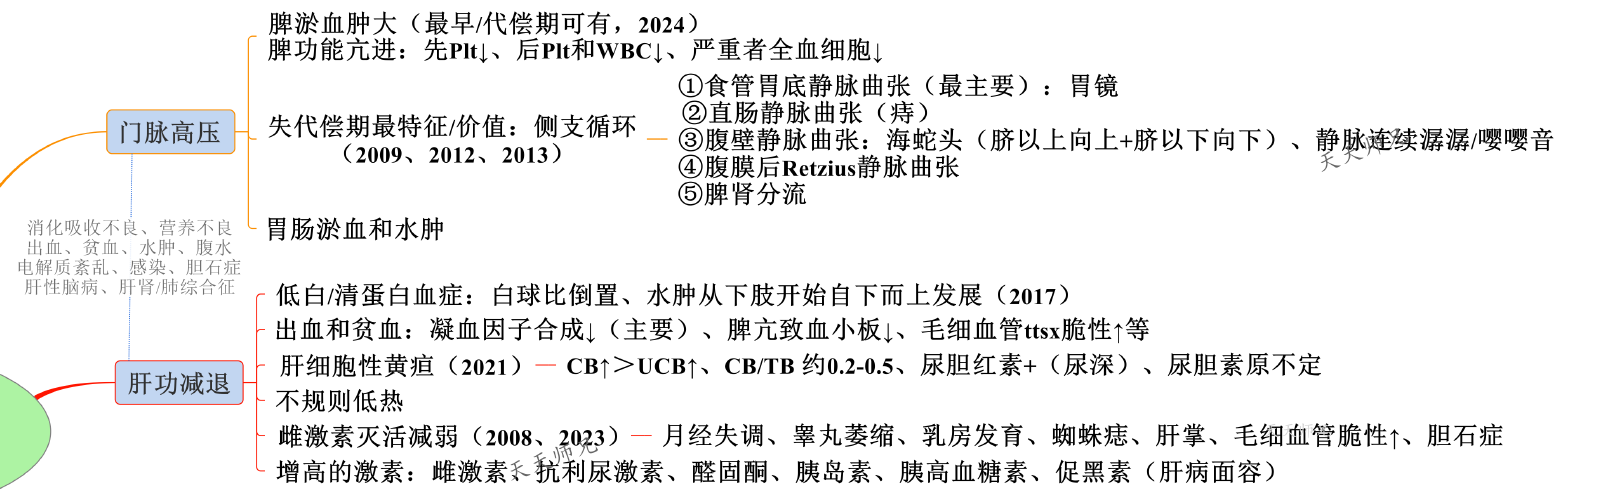 脾淤血肿大（最早/代偿期可有，2024）
脾功能亢进：先Plt↓、后Plt和WBC↓、严重者全血细胞↓
门脉高压
失代偿期最特征/价值：侧支循环
（2009、2012、2013）
①食管胃底静脉曲张（最主要）：胃镜
②直肠静脉曲张（痔）
③腹壁静脉曲张：海蛇头（脐以上向上+脐以下向下）、静脉连续潺潺/嘤嘤音
④腹膜后Retzius静脉曲张
⑤脾肾分流
天天师兄
胃肠淤血和水肿
消化吸收不良、营养不良
出血、贫血、水肿、腹水
电解质紊乱、感染、胆石症
肝性脑病、肝肾/肺综合征
肝功减退
低白/清蛋白血症：白球比倒置、水肿从下肢开始自下而上发展（2017）
出血和贫血：凝血因子合成↓（主要）、脾亢致血小板↓、毛细血管ttsx脆性↑等
肝细胞性黄疸（2021）— CB↑＞UCB↑、CB/TB 约0.2-0.5、尿胆红素+（尿深）、尿胆素原不定
不规则低热
雌激素灭活减弱（2008、2023）— 月经失调、睾丸萎缩、乳房发育、蜘蛛痣、肝掌、毛细血管脆性↑、胆石症
增高的激素：雌激素、抗利尿激素、醛固酮、胰岛素、胰高血糖素、促黑素（肝病面容）
天天师兄